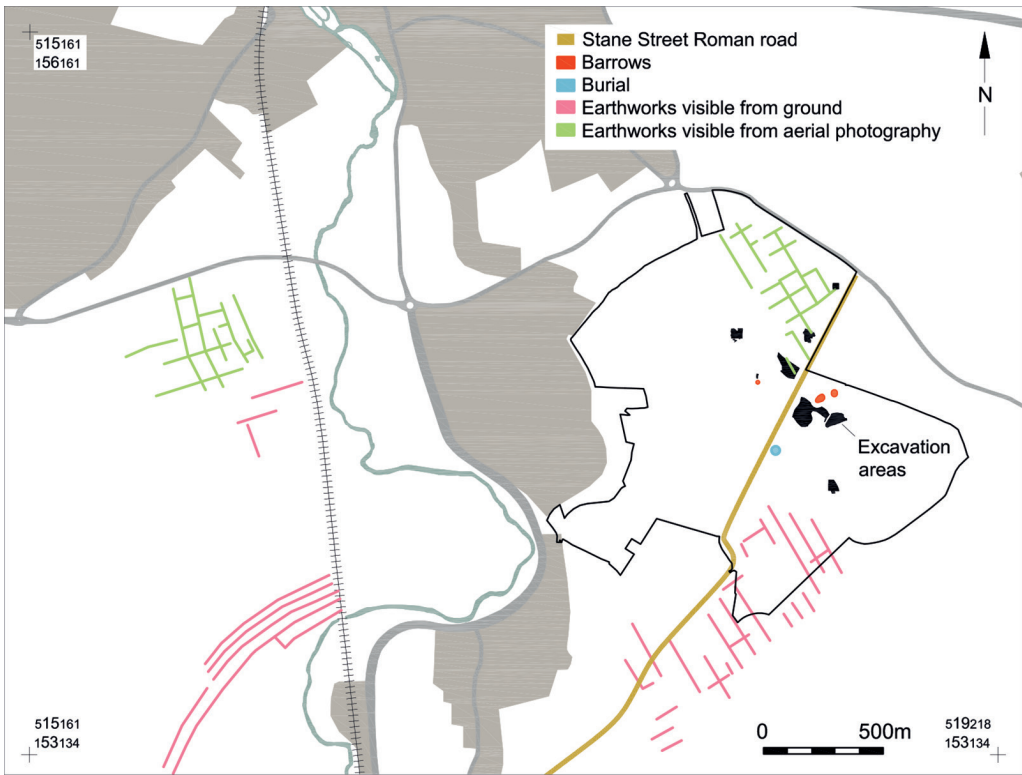 515161
156161
Stane Street Roman road
Barrows
Burial
Earthworks visible from ground
Earthworks visible from aerial photography
N
Excavation
areas
515161
153134
0 500m
519218
153134